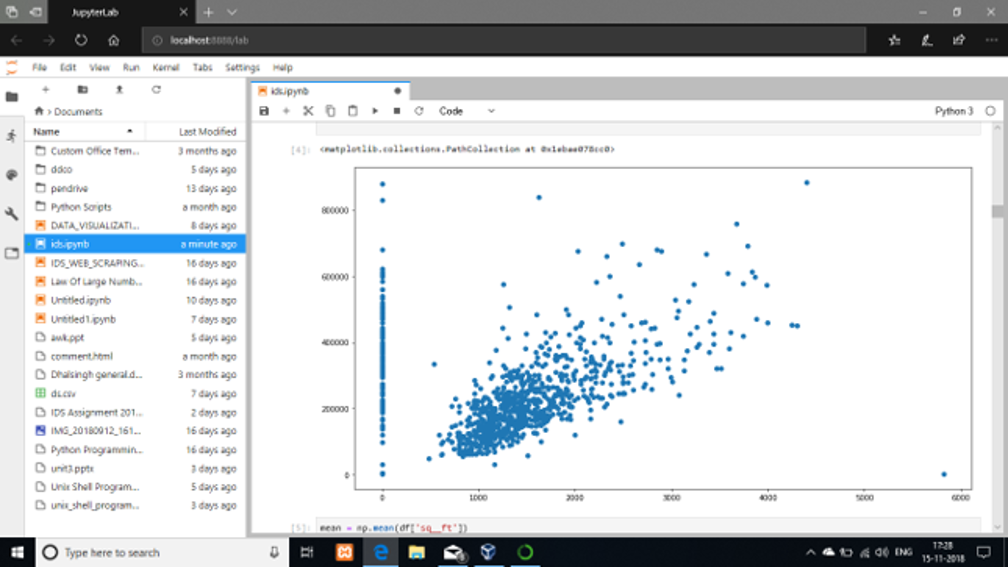 JupyterLab
localhost:8888/lab
File Edit View Run Kernel Tabs Settings Help
ids.ipynb
Code
Python 3
> Documents
Name Last Modified
Custom Office Tem... 3 months ago
ddco 5 days ago
pendrive 13 days ago
Python Scripts a month ago
DATA_VISUALIZATI... 8 days ago
ids.ipynb a minute ago
IDS_WEB_SCRAPING... 16 days ago
Law Of Large Numb... 16 days ago
Untitled.ipynb 10 days ago
Untitled1.ipynb 7 days ago
awk.ppt 5 days ago
comment.html a month ago
Dhalsingh general.d... 3 months ago
ds.csv 7 days ago
IDS Assignment 201... 2 days ago
IMG_20180912_161... 16 days ago
Python Programmin... 16 days ago
unit3.pptx 3 days ago
Unix Shell Program... 5 days ago
unix_shell_program... 3 days ago
[4]: <matplotlib.collections.PathCollection at 0x1ebae078cc0>
800000
600000
400000
200000
0
0 1000 2000 3000 4000 5000 6000
[5]: mean = np.mean(df['sq__ft'])
Type here to search
ENG
17:28
15-11-2018